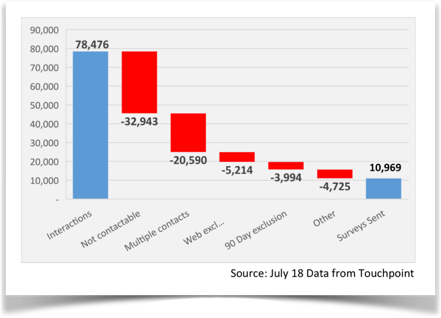 90,000
80,000
70,000
60,000
50,000
40,000
30,000
20,000
10,000
-
78,476
-32,943
-20,590
-5,214
-3,994
-4,725
10,969
Interactions
Not contactable
Multiple contacts
Web excl...
90 Day exclusion
Other
Surveys Sent
Source: July 18 Data from Touchpoint